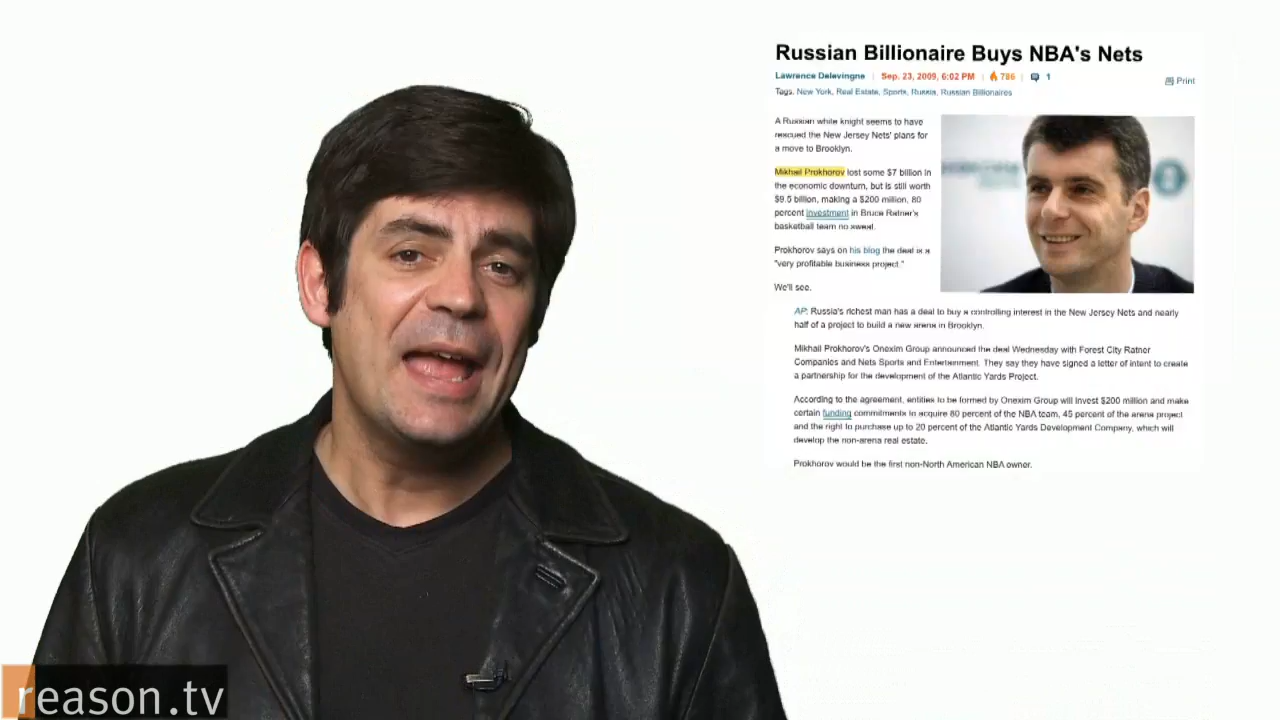 Russian Billionaire Buys NBA's Nets
Lawrence Delevingne | Sep. 23, 2009, 6:02 PM | 786 | 1
Print
Tags: New York, Real Estate, Sports, Russia, Russian Billionaires
A Russian white knight seems to have
rescued the New Jersey Nets' plans for
a move to Brooklyn.
Mikhail Prokhorov lost some $7 billion in
the economic downturn, but is still worth
$9.5 billion, making a $200 million, 80
percent investment in Bruce Ratner's
basketball team no sweat.
Prokhorov says on his blog the deal is a
"very profitable business project."
We'll see.
AP: Russia's richest man has a deal to buy a controlling interest in the New Jersey Nets and nearly
half of a project to build a new arena in Brooklyn.
Mikhail Prokhorov's Onexim Group announced the deal Wednesday with Forest City Ratner
Companies and Nets Sports and Entertainment. They say they have signed a letter of intent to create
a partnership for the development of the Atlantic Yards Project.
According to the agreement, entities to be formed by Onexim Group will invest $200 million and make
certain funding commitments to acquire 80 percent of the NBA team, 45 percent of the arena project
and the right to purchase up to 20 percent of the Atlantic Yards Development Company, which will
develop the non-arena real estate.
Prokhorov would be the first non-North American NBA owner.
reason.tv